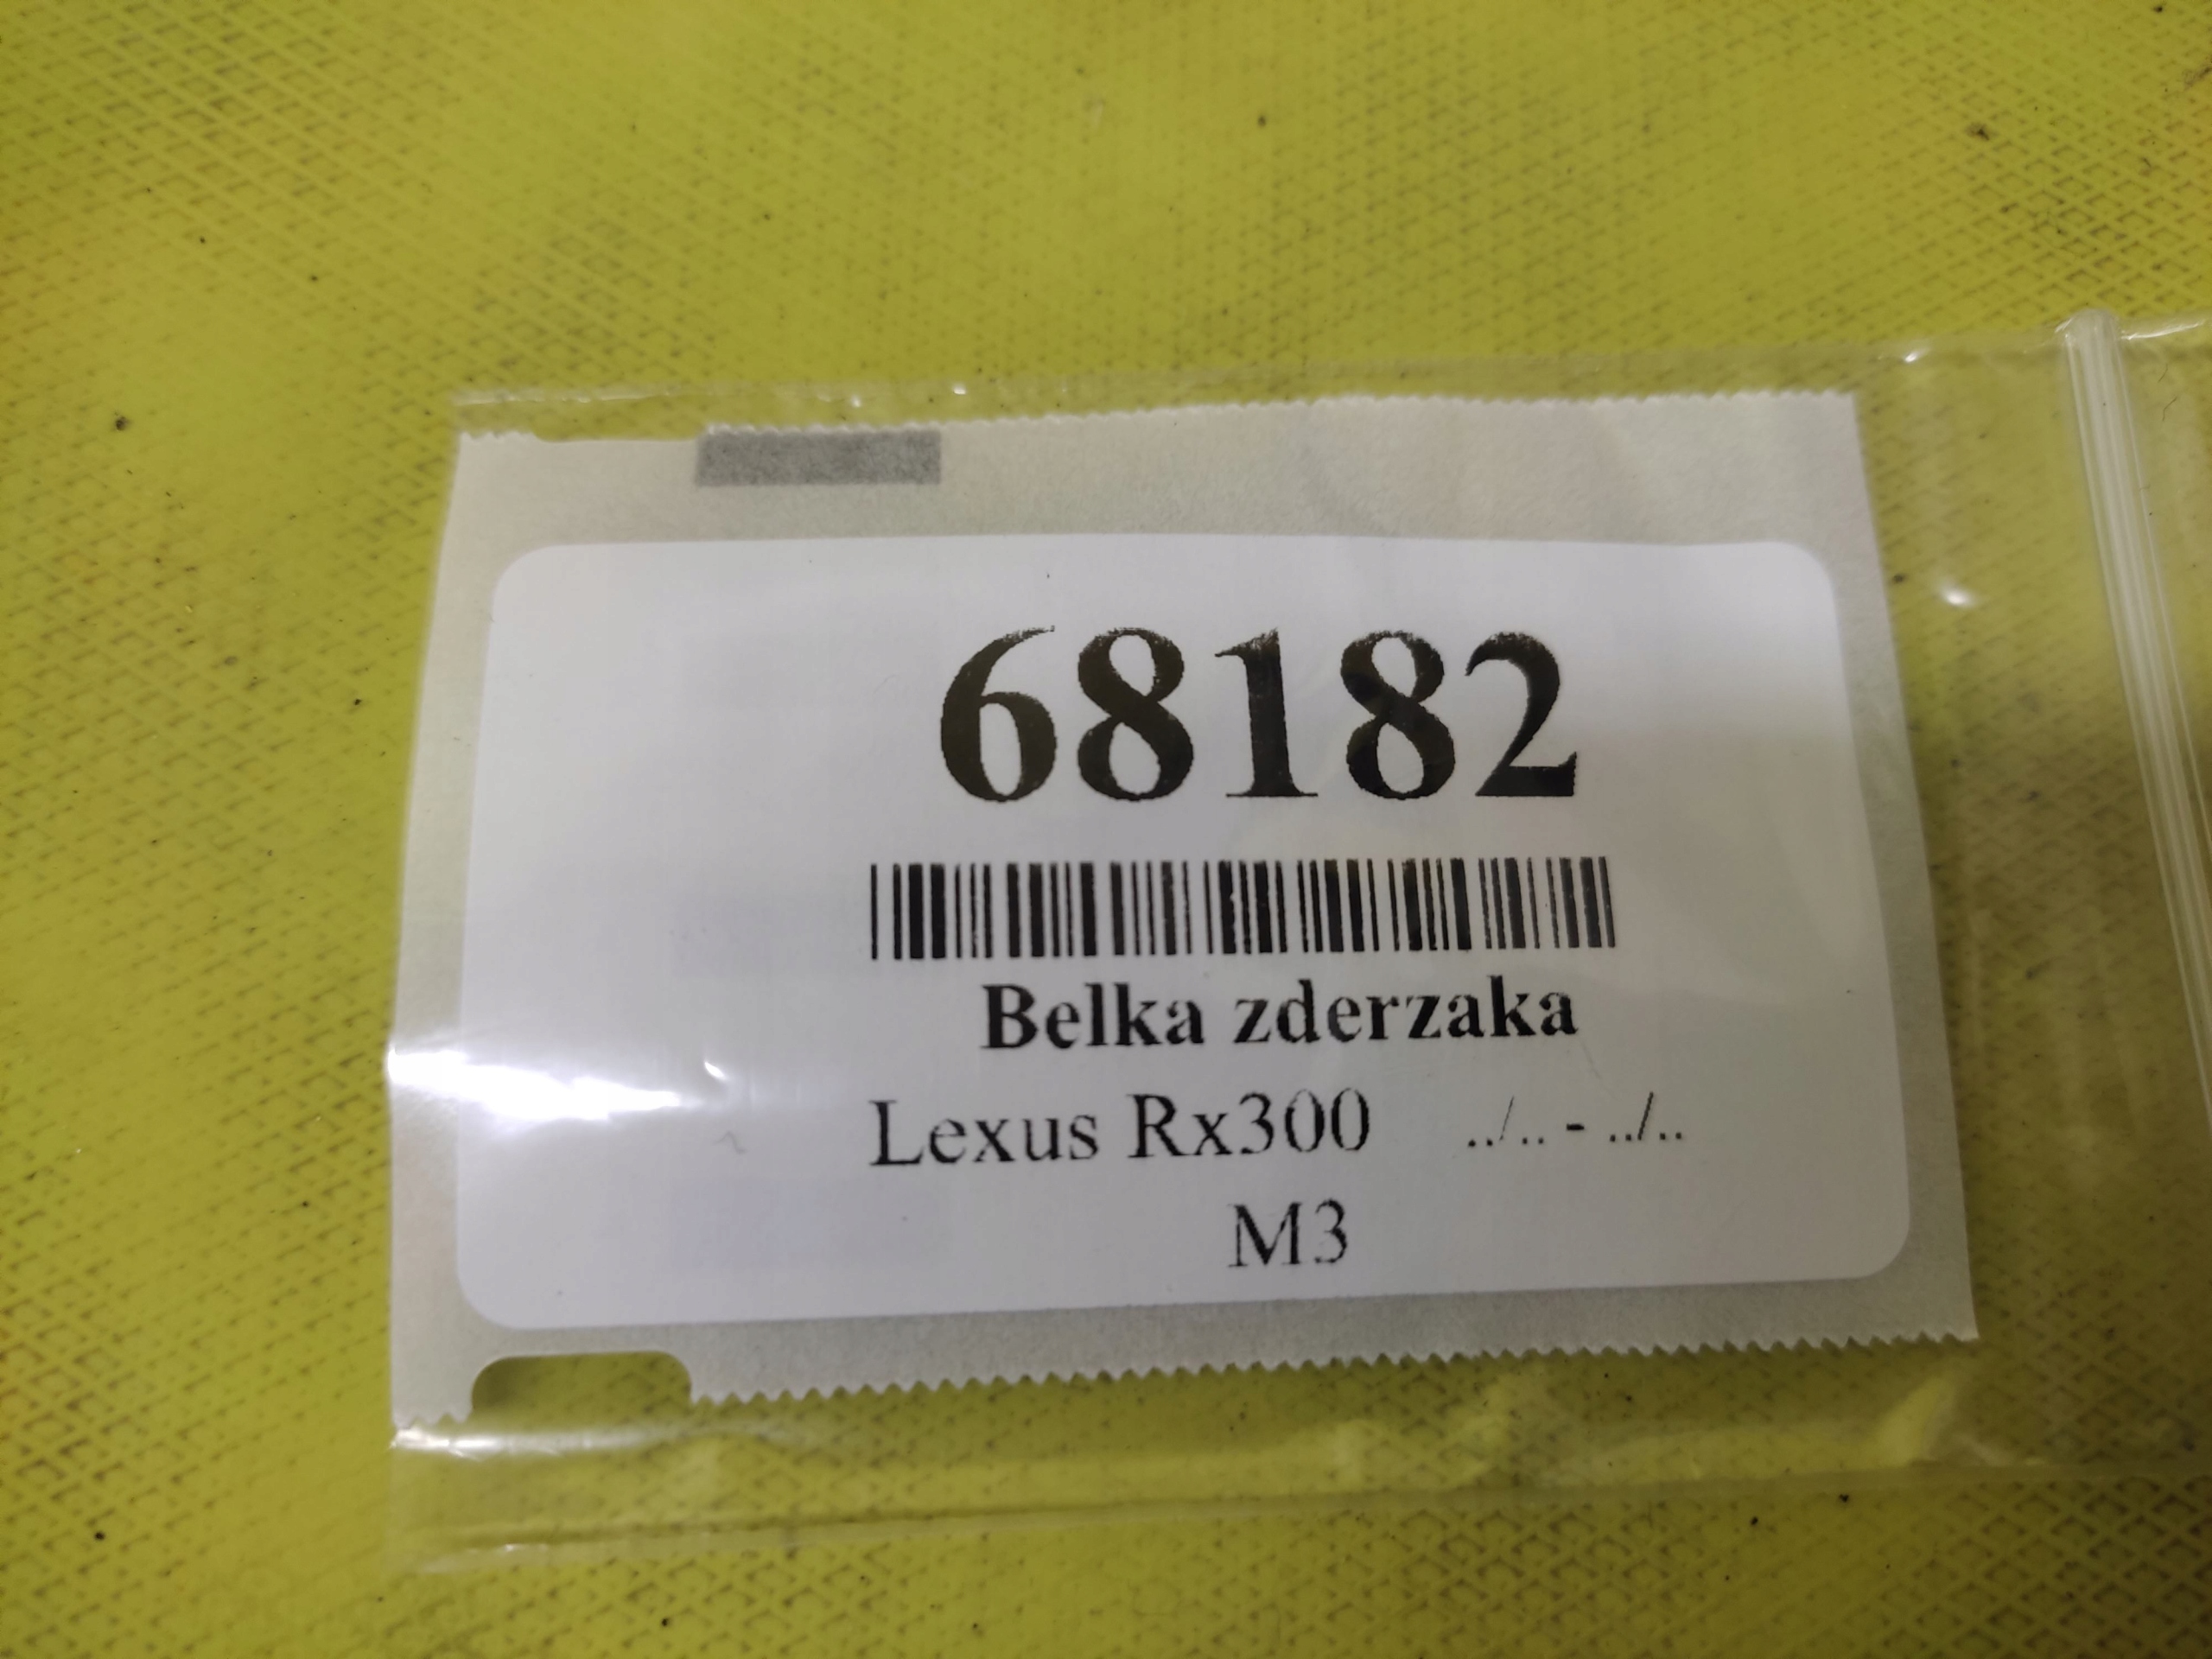 68182
Belka zderzaka
Lexus Rx300 ../.. - ../..
M3